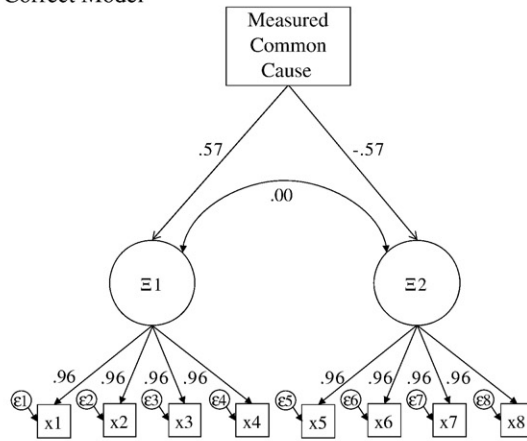 Correct Model
Measured
Common
Cause
.57 -.57
.00
Ξ1 Ξ2
.96 .96 .96 .96 .96 .96 .96 .96
ε1 ε2 ε3 ε4 ε5 ε6 ε7 ε8
x1 x2 x3 x4 x5 x6 x7 x8